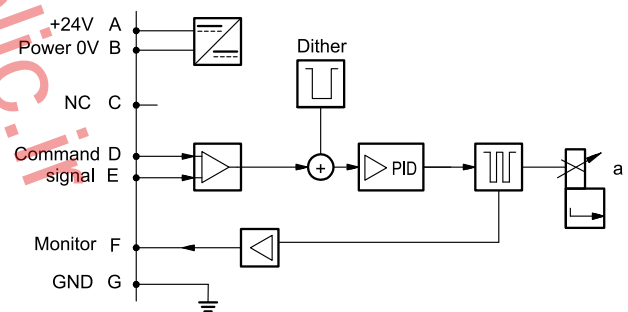 +24V A
Power 0V B
Dither
NC C
Command D
signal E
+
PID
a
Monitor F
GND G